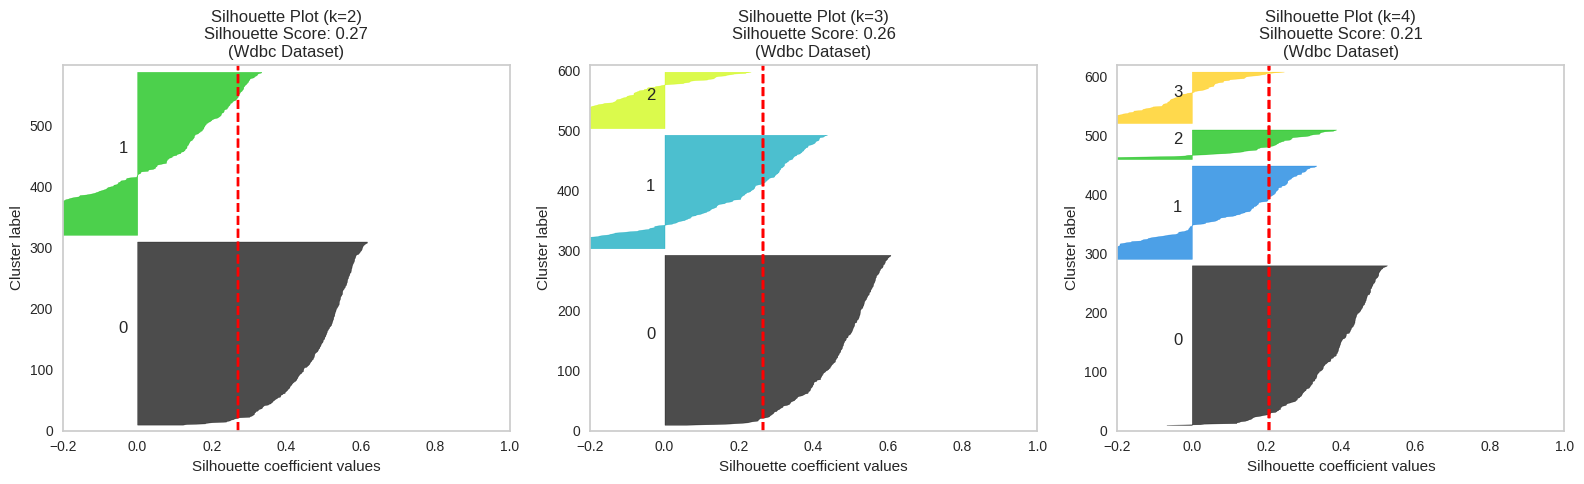 Silhouette Plot (k=2)
Silhouette Score: 0.27
(Wdbc Dataset)
Cluster label
500
400
300
200
100
0
1
0
−0.2 0.0 0.2 0.4 0.6 0.8 1.0
Silhouette coefficient values
Silhouette Plot (k=3)
Silhouette Score: 0.26
(Wdbc Dataset)
Cluster label
600
500
400
300
200
100
0
2
1
0
−0.2 0.0 0.2 0.4 0.6 0.8 1.0
Silhouette coefficient values
Silhouette Plot (k=4)
Silhouette Score: 0.21
(Wdbc Dataset)
Cluster label
600
500
400
300
200
100
0
3
2
1
0
−0.2 0.0 0.2 0.4 0.6 0.8 1.0
Silhouette coefficient values